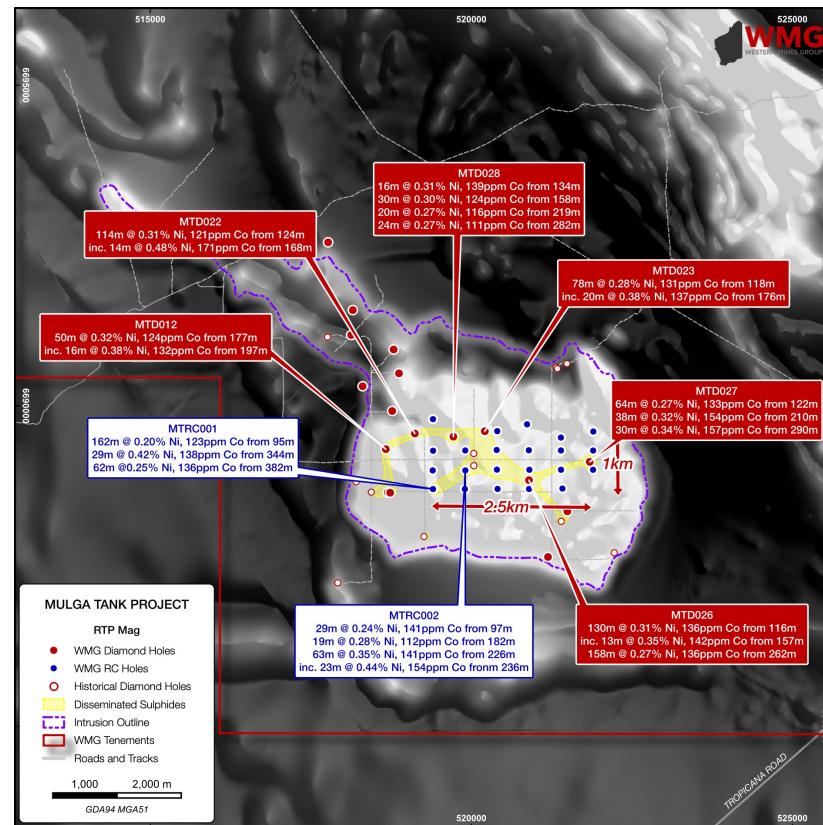 515000
520000
525000
WMG
WESTERN MINES GROUP
6695000
MTD028
16m @ 0.31% Ni, 139ppm Co from 134m
30m @ 0.30% Ni, 124ppm Co from 158m
20m @ 0.27% Ni, 116ppm Co from 219m
24m @ 0.27% Ni, 111ppm Co from 282m
MTD022
114m @ 0.31% Ni, 121ppm Co from 124m
inc. 14m @ 0.48% Ni, 171ppm Co from 168m
MTD023
78m @ 0.28% Ni, 131ppm Co from 118m
inc. 20m @ 0.38% Ni, 137ppm Co from 176m
MTD012
50m @ 0.32% Ni, 124ppm Co from 177m
inc. 16m @ 0.38% Ni, 132ppm Co from 197m
6690000
MTD027
64m @ 0.27% Ni, 133ppm Co from 122m
38m @ 0.32% Ni, 154ppm Co from 210m
30m @ 0.34% Ni, 157ppm Co from 290m
MTRC001
162m @ 0.20% Ni, 123ppm Co from 95m
29m @ 0.42% Ni, 138ppm Co from 344m
62m @0.25% Ni, 136ppm Co from 382m
1km
2.5km
MTRC002
29m @ 0.24% Ni, 141ppm Co from 97m
19m @ 0.28% Ni, 112ppm Co from 182m
63m @ 0.35% Ni, 141ppm Co from 226m
inc. 23m @ 0.44% Ni, 154ppm Co fronm 236m
MTD026
130m @ 0.31% Ni, 136ppm Co from 116m
inc. 13m @ 0.35% Ni, 142ppm Co from 157m
158m @ 0.27% Ni, 136ppm Co from 262m
MULGA TANK PROJECT
RTP Mag
WMG Diamond Holes
WMG RC Holes
Historical Diamond Holes
Disseminated Sulphides
Intrusion Outline
WMG Tenements
Roads and Tracks
1,000 2,000 m
GDA94 MGA51
TROPICANA ROAD
520000
525000